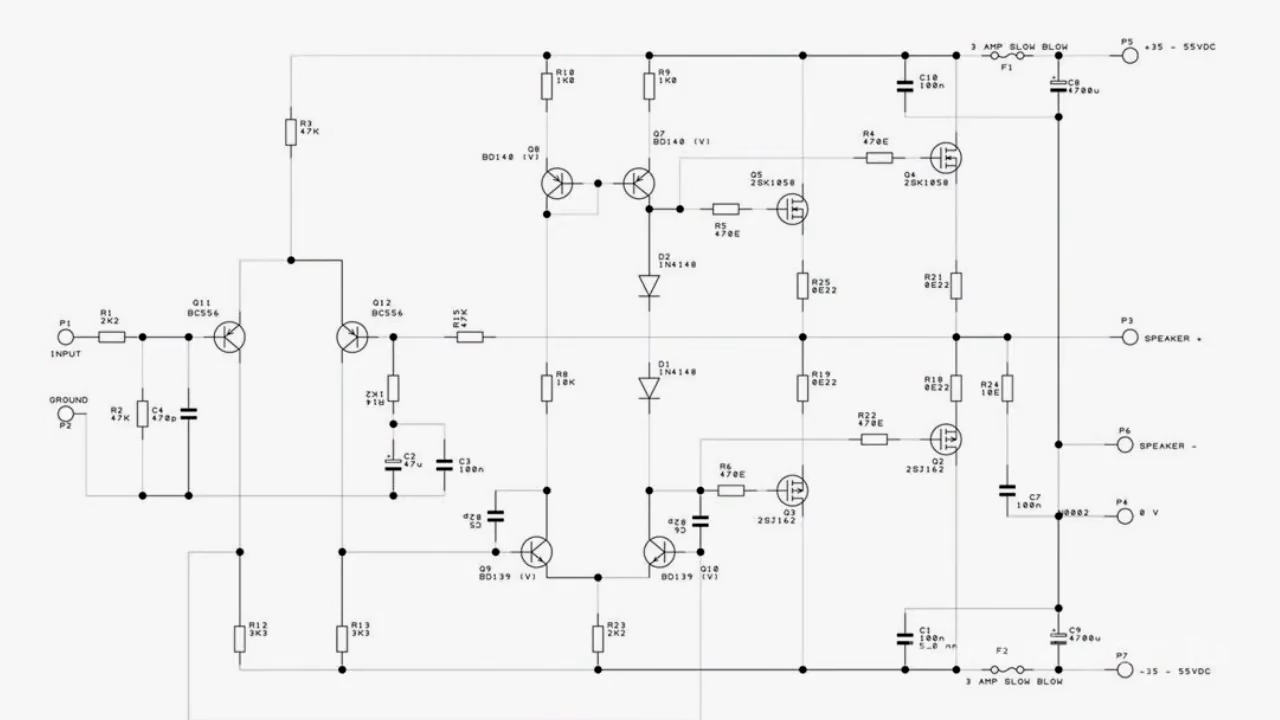 3 AMP SLOW BLOW
P5
+35 - 55VDC
F1
R10
1K0
R9
1K0
C10
100n
C8
4700u
R3
47K
Q8
BD140 (V)
Q7
BD140 (V)
R4
470E
Q5
2SK1058
Q4
2SK1058
R5
470E
D2
1N4148
R25
0E22
R21
0E22
Q11
BC556
Q12
BC556
R15
47K
P1
INPUT
R1
2K2
P3
SPEAKER +
R8
10K
D1
1N4148
R19
0E22
R18
0E22
R24
10E
R14
1K2
GROUND
P2
R2
47K
C4
470p
R22
470E
P6
SPEAKER -
C2
47u
C3
100n
R6
470E
Q2
2SJ162
C7
100n
P4
0 V
N0002
C5
82p
C6
82p
Q3
2SJ162
Q9
BD139 (V)
Q10
BD139 (V)
R12
3K3
R13
3K3
R23
2K2
C1
100n
C9
4700u
F2
3 AMP SLOW BLOW
P7
-35 - 55VDC